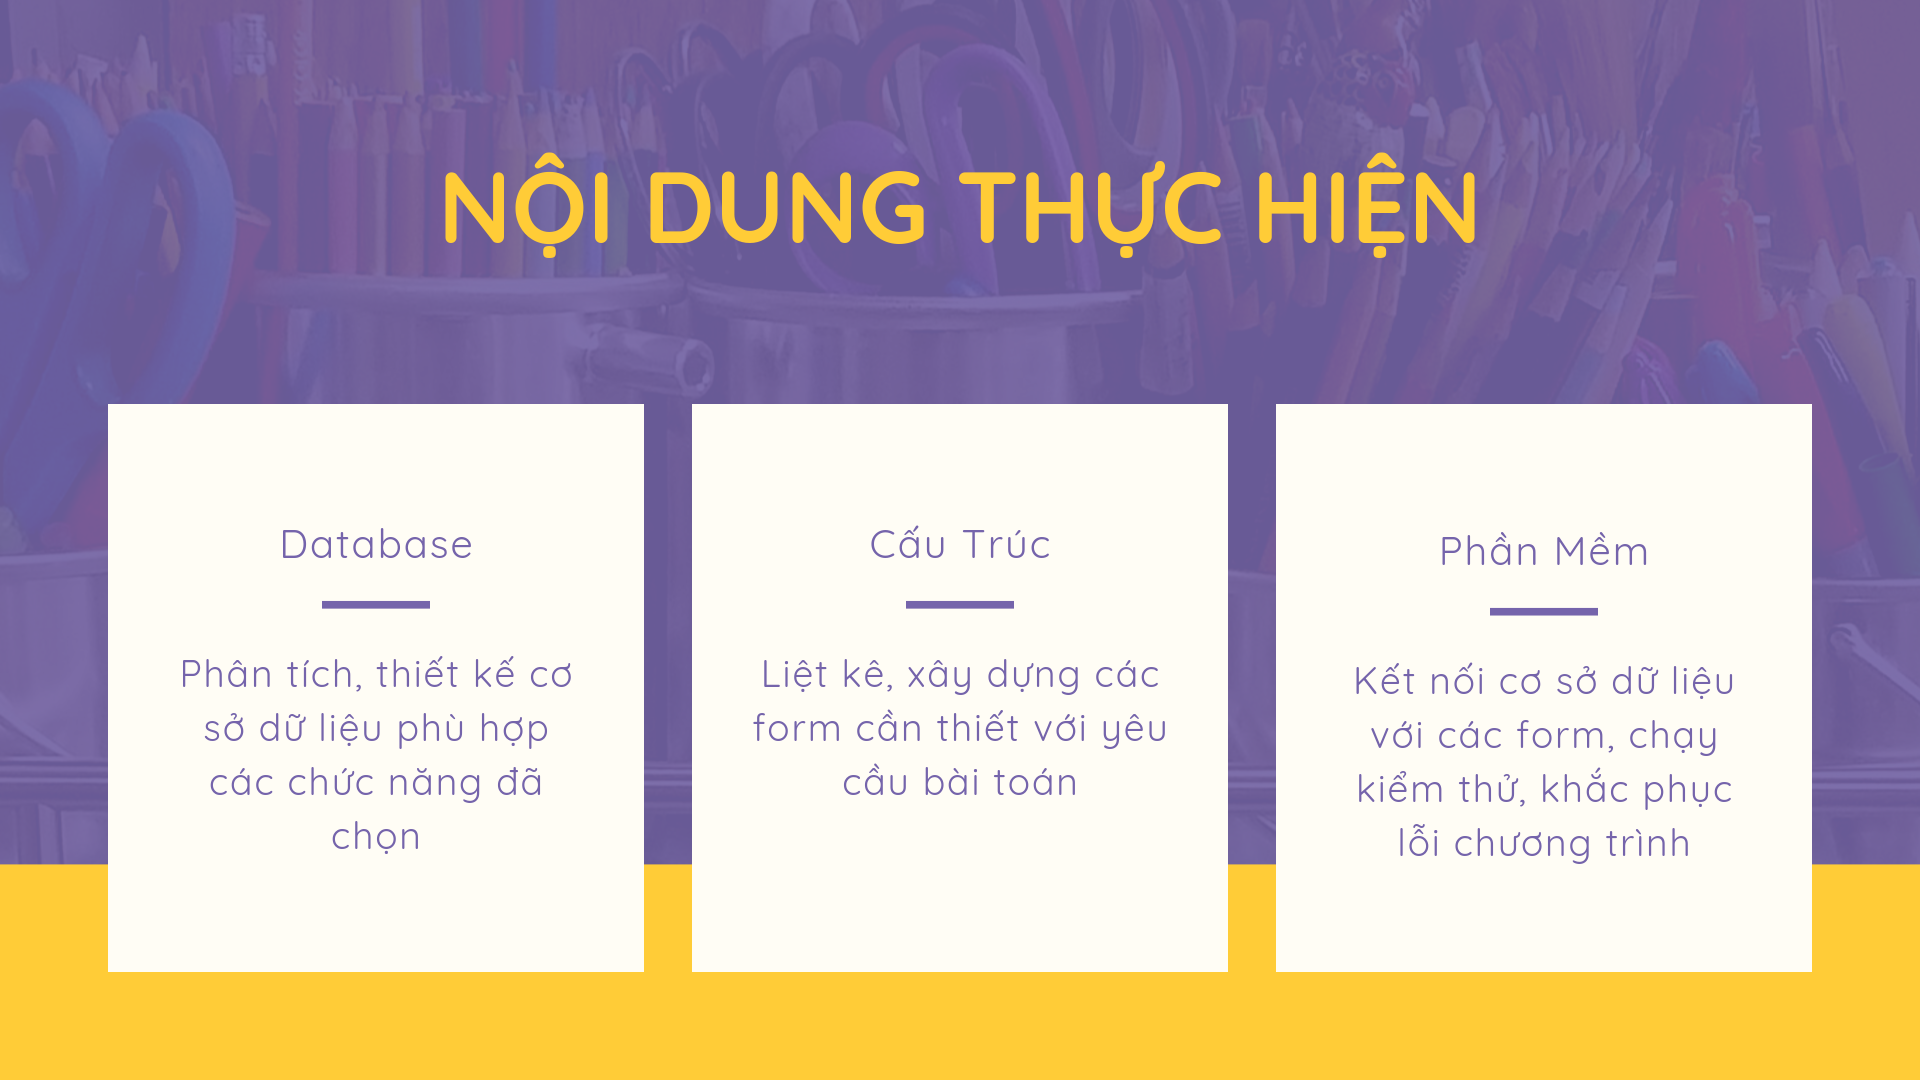 NỘI DUNG THỰC HIỆN
Database
Phân tích, thiết kế cơ
sở dữ liệu phù hợp
các chức năng đã
chọn
Cấu Trúc
Liệt kê, xây dựng các
form cần thiết với yêu
cầu bài toán
Phần Mềm
Kết nối cơ sở dữ liệu
với các form, chạy
kiểm thử, khắc phục
lỗi chương trình